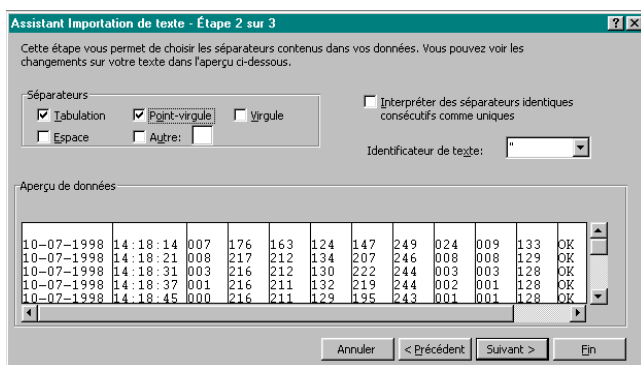 Assistant Importation de texte - Étape 2 sur 3
Cette étape vous permet de choisir les séparateurs contenus dans vos données. Vous pouvez voir les
changements sur votre texte dans l'aperçu ci-dessous.
Séparateurs
Tabulation Point-virgule Virgule
Espace Autre:
Interpréter des séparateurs identiques
consécutifs comme uniques
Identificateur de texte: "
Aperçu de données
10-07-1998 14:18:14 007 176 163 124 147 249 024 009 133 OK
10-07-1998 14:18:21 008 217 212 134 207 246 008 008 129 OK
10-07-1998 14:18:31 003 216 212 130 222 244 003 003 128 OK
10-07-1998 14:18:37 001 216 211 132 219 244 002 001 128 OK
10-07-1998 14:18:45 000 216 211 129 195 243 001 001 128 OK
Annuler < Précédent Suivant > Fin